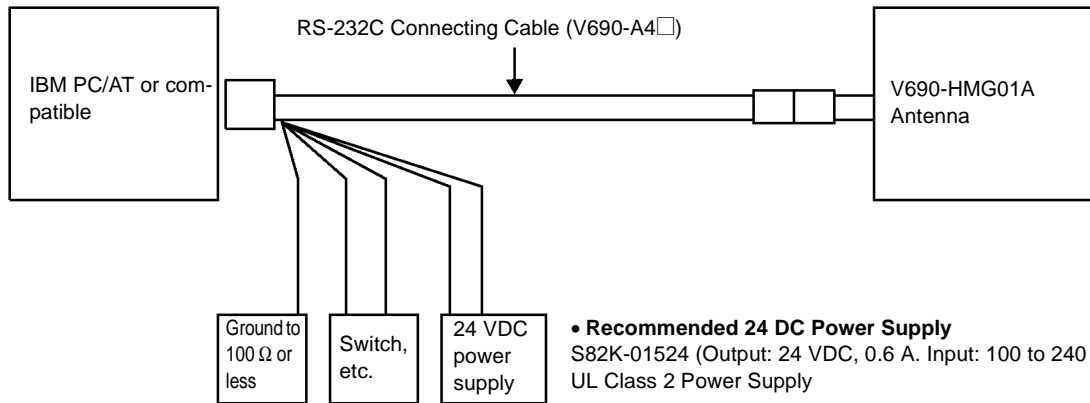 RS-232C Connecting Cable (V690-A4□)
IBM PC/AT or com-
patible
V690-HMG01A
Antenna
Ground to
100 Ω or
less
Switch,
etc.
24 VDC
power
supply
• Recommended 24 DC Power Supply
S82K-01524 (Output: 24 VDC, 0.6 A. Input: 100 to 240
UL Class 2 Power Supply